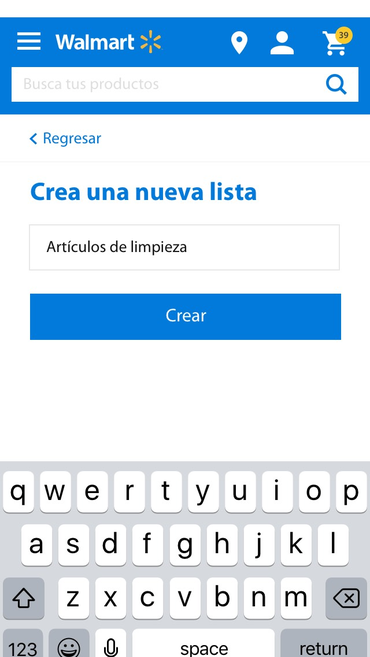 Walmart
39
Busca tus productos
Regresar
Crea una nueva lista
Artículos de limpieza
Crear
q w e r t y u i o p
a s d f g h j k l
z x c v b n m
123 space return